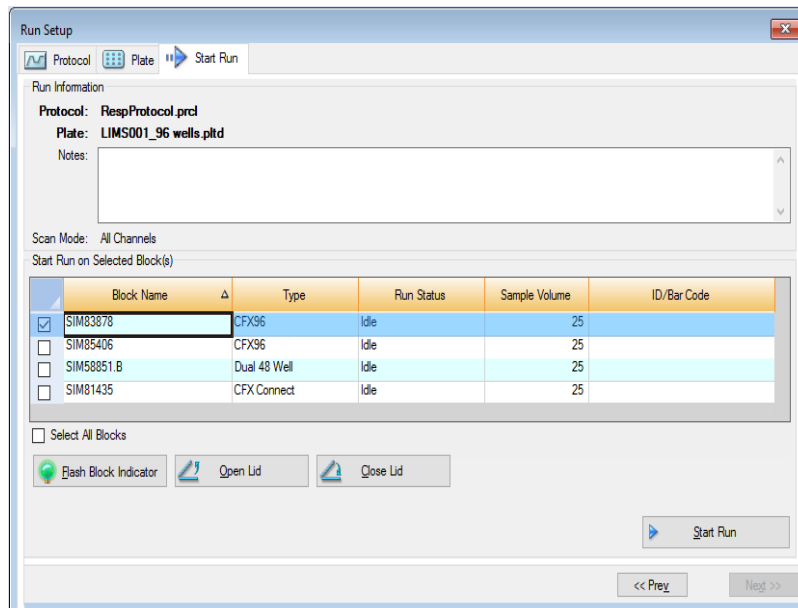 Run Setup
Protocol Plate Start Run
Run Information
Protocol: RespProtocol.prcl
Plate: LIMS001_96 wells.pltd
Notes:
Scan Mode: All Channels
Start Run on Selected Block(s)
Block Name Type Run Status Sample Volume ID/Bar Code
SIM83878 CFX96 Idle 25
SIM85406 CFX96 Idle 25
SIM58851.B Dual 48 Well Idle 25
SIM81435 CFX Connect Idle 25
Select All Blocks
Flash Block Indicator Open Lid Close Lid
Start Run
<< Prev Next >>